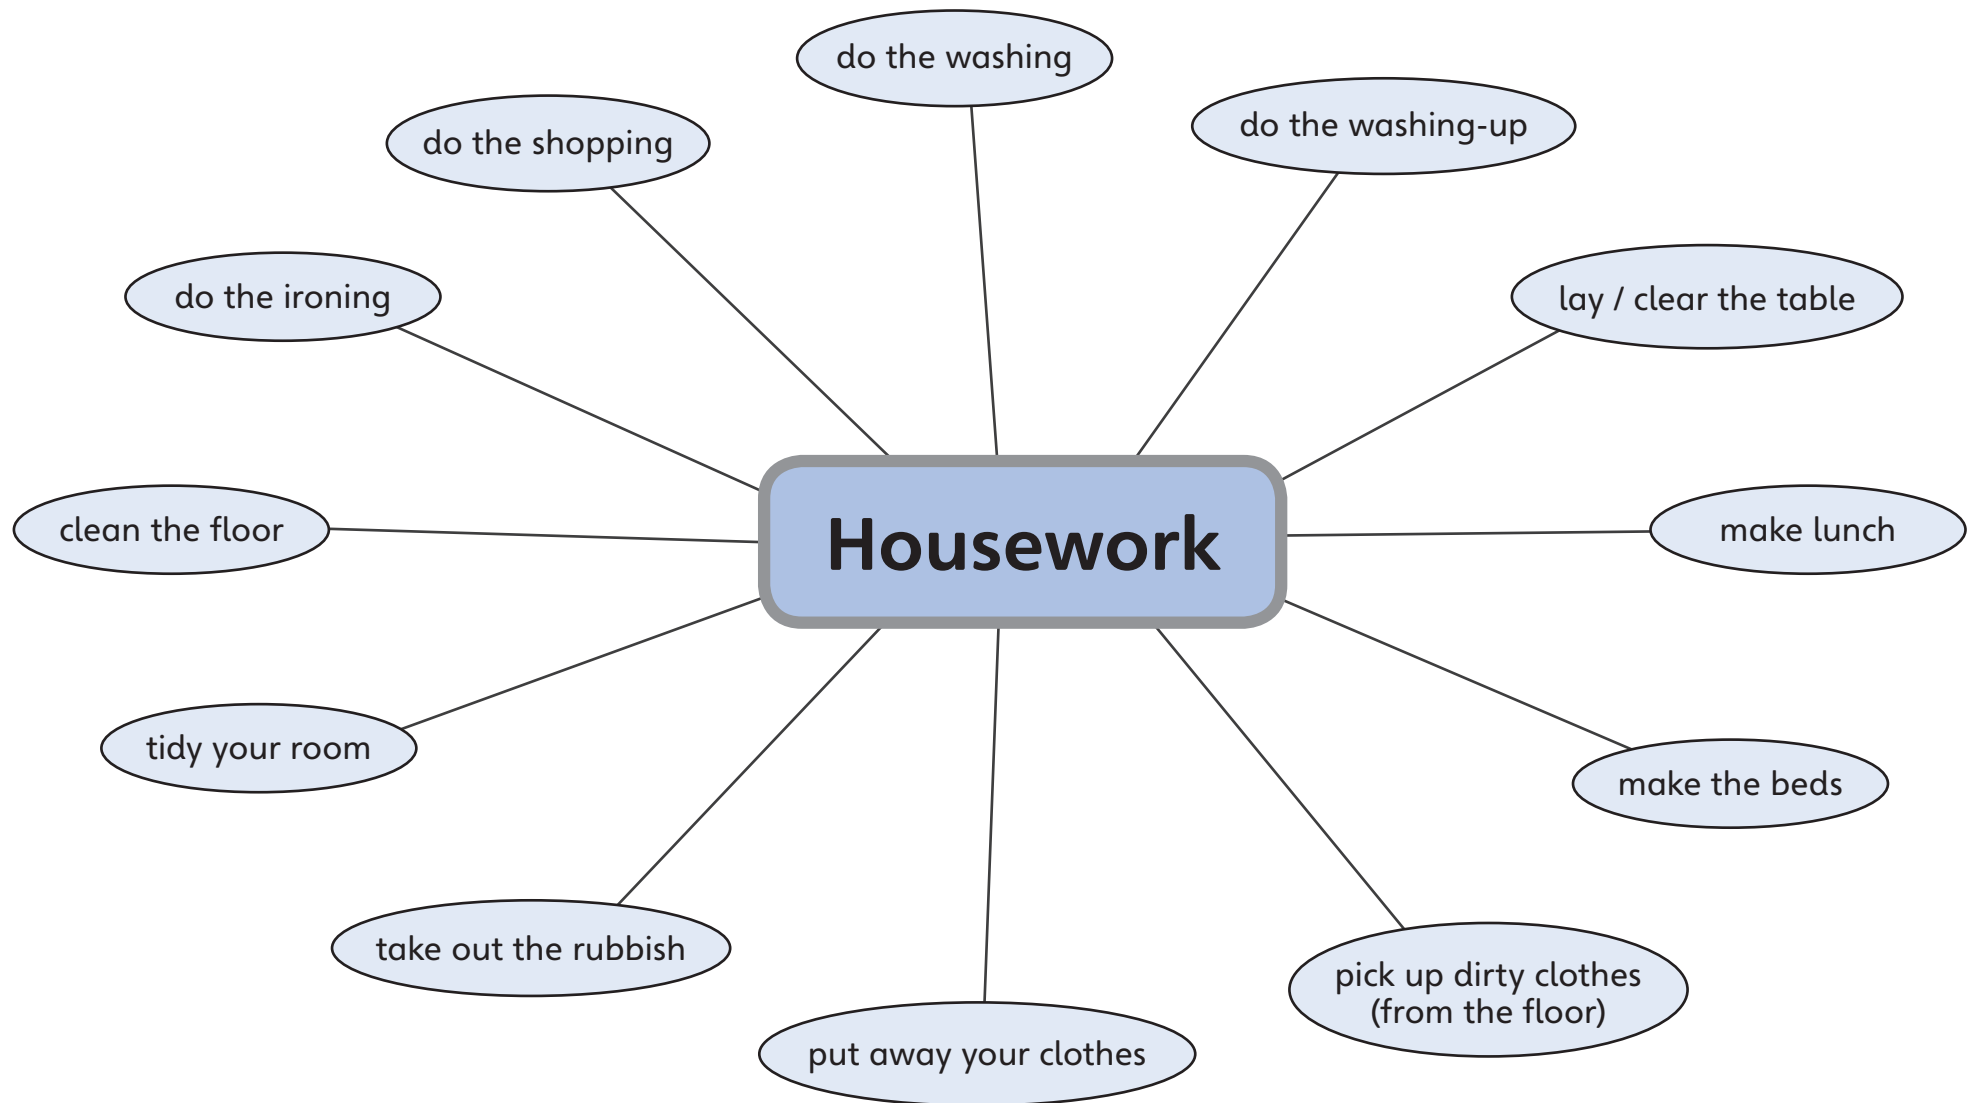 do the washing
do the washing-up
do the shopping
do the ironing
lay / clear the table
clean the floor
Housework
make lunch
tidy your room
make the beds
take out the rubbish
pick up dirty clothes
(from the floor)
put away your clothes